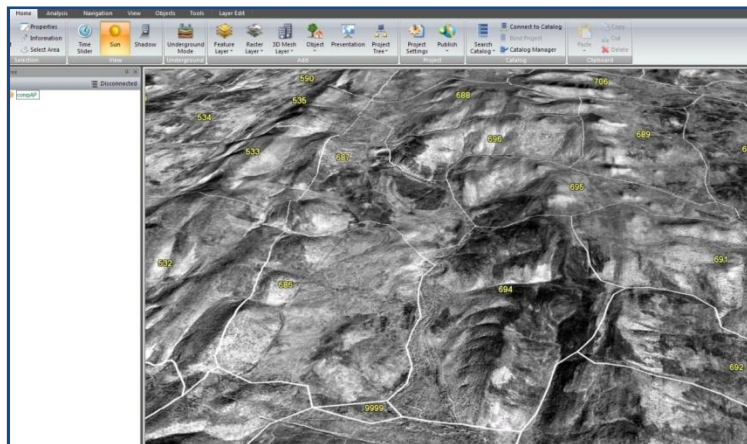 Home Analysis Navigation View Objects Tools Layer Edit
Properties
Information
Select Area
Time Slider
Sun
Shadow
Underground Mode
Feature Layer
Raster Layer
3D Mesh Layer
Object
Presentation
Project Tree
Project Settings
Publish
Search Catalog
Connect to Catalog
Bind Project
Catalog Manager
Paste
Copy
Cut
Delete
Selection View Underground Add Project Catalog Clipboard
Disconnected
compAP
590
706
535
688
534
696
689
533
687
695
532
686
694
691
692
9999